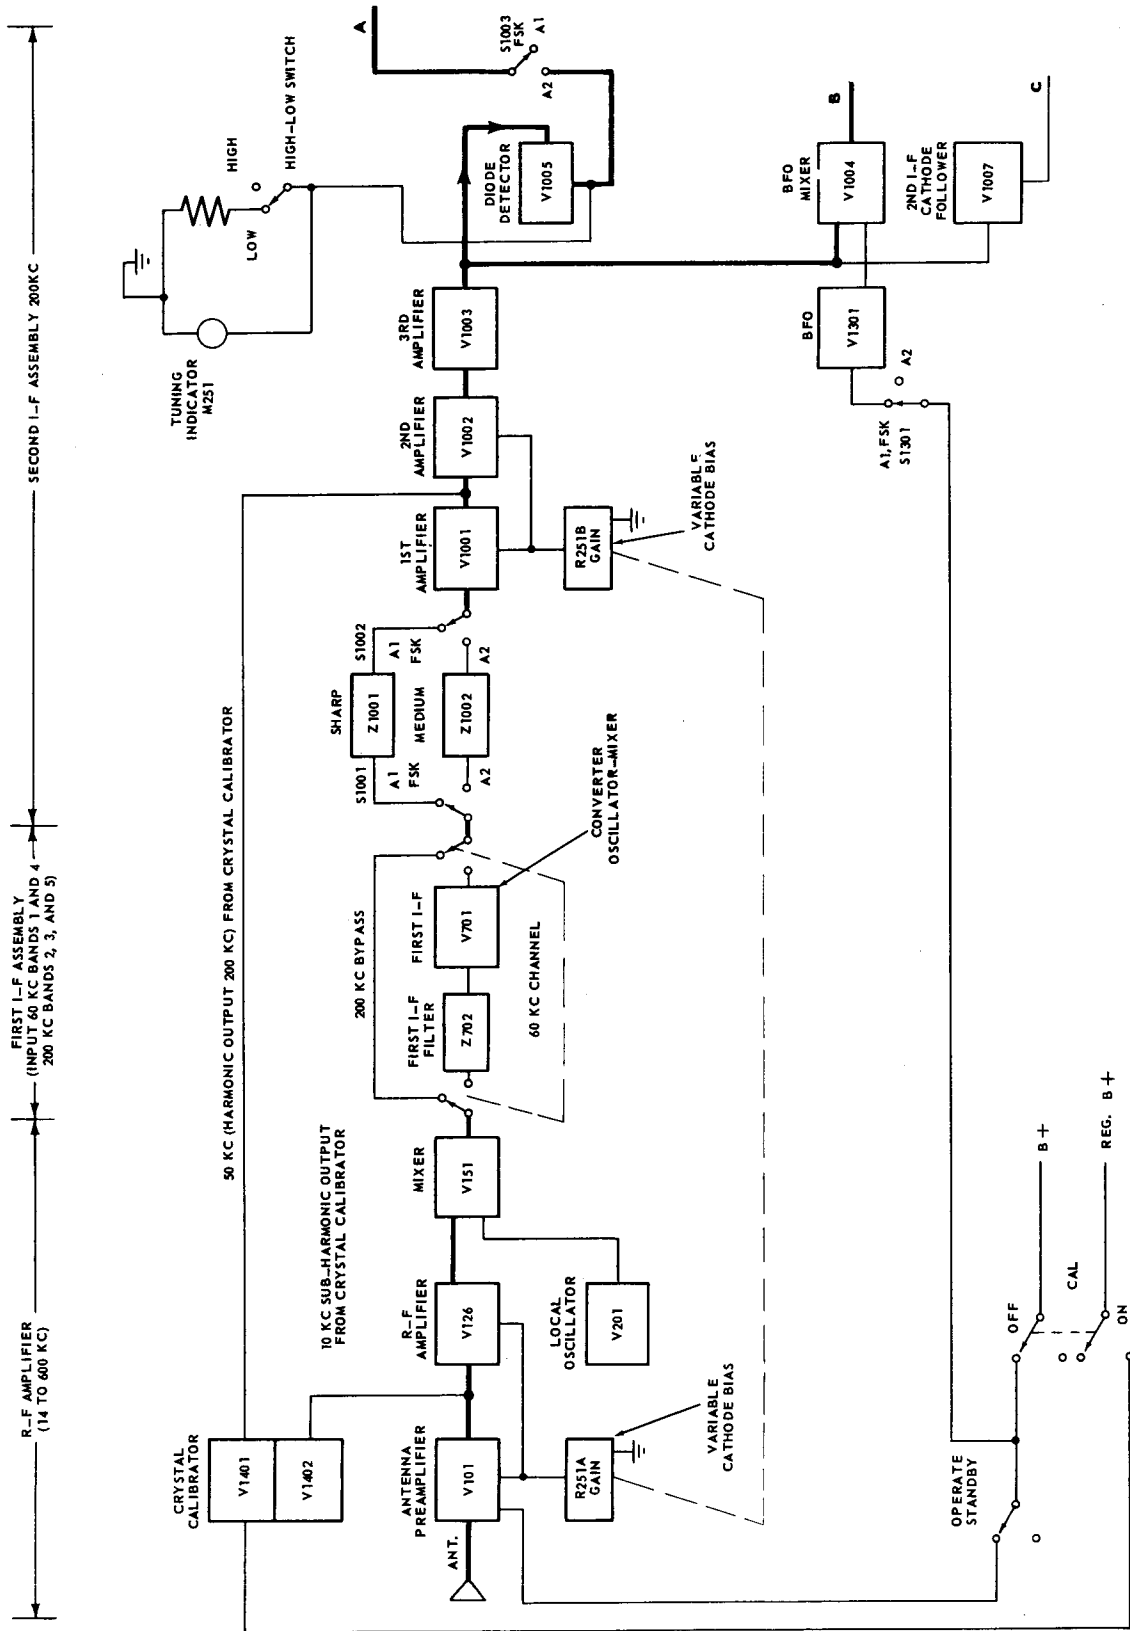 R-F AMPLIFIER
(14 TO 600 KC)
FIRST I-F ASSEMBLY
(INPUT 60 KC BANDS 1 AND 4
200 KC BANDS 2, 3, AND 5)
SECOND I-F ASSEMBLY 200KC
CRYSTAL
CALIBRATOR
V1401
V1402
50 KC (HARMONIC OUTPUT 200 KC) FROM CRYSTAL CALIBRATOR
10 KC SUB-HARMONIC OUTPUT
FROM CRYSTAL CALIBRATOR
TUNING
INDICATOR
M251
LOW
HIGH
HIGH-LOW SWITCH
A
S1003
FSK
A1
A2
ANT.
ANTENNA
PREAMPLIFIER
V101
R-F
AMPLIFIER
V126
MIXER
V151
200 KC BYPASS
FIRST I-F
FILTER
Z702
FIRST I-F
V701
60 KC CHANNEL
CONVERTER
OSCILLATOR-MIXER
S1001
A1
FSK
A2
SHARP
Z1001
MEDIUM
Z1002
S1002
A1
FSK
A2
1ST
AMPLIFIER
V1001
2ND
AMPLIFIER
V1002
3RD
AMPLIFIER
V1003
DIODE
DETECTOR
V1005
R251A
GAIN
VARIABLE
CATHODE BIAS
LOCAL
OSCILLATOR
V201
R251B
GAIN
VARIABLE
CATHODE BIAS
BFO
V1301
A1,FSK
S1301
A2
BFO
MIXER
V1004
B
2ND I-F
CATHODE
FOLLOWER
V1007
C
OPERATE
STANDBY
OFF
B+
CAL
REG. B+
ON